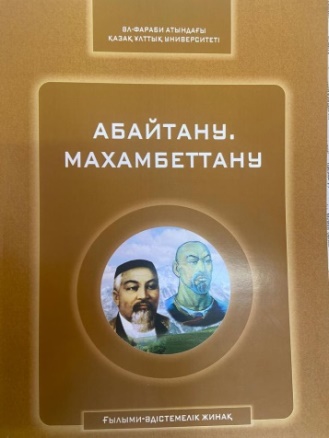 ӘЛ-ФАРАБИ АТЫНДАҒЫ
ҚАЗАҚ ҰЛТТЫҚ УНИВЕРСИТЕТІ
АБАЙТАНУ.
МАХАМБЕТТАНУ
ҒЫЛЫМИ-ӘДІСТЕМЕЛІК ЖИНАҚ